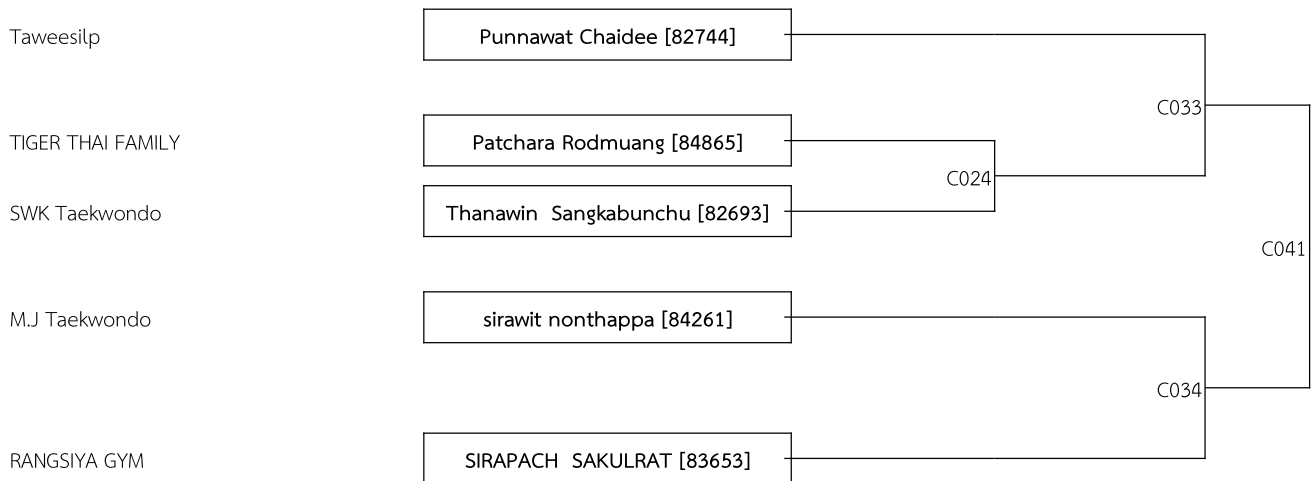 Taweesilp Punnawat Chaidee [82744]
C033
TIGER THAI FAMILY Patchara Rodmuang [84865]
C024
SWK Taekwondo Thanawin  Sangkabunchu [82693]
C041
M.J Taekwondo sirawit nonthappa [84261]
C034
RANGSIYA GYM SIRAPACH  SAKULRAT [83653]